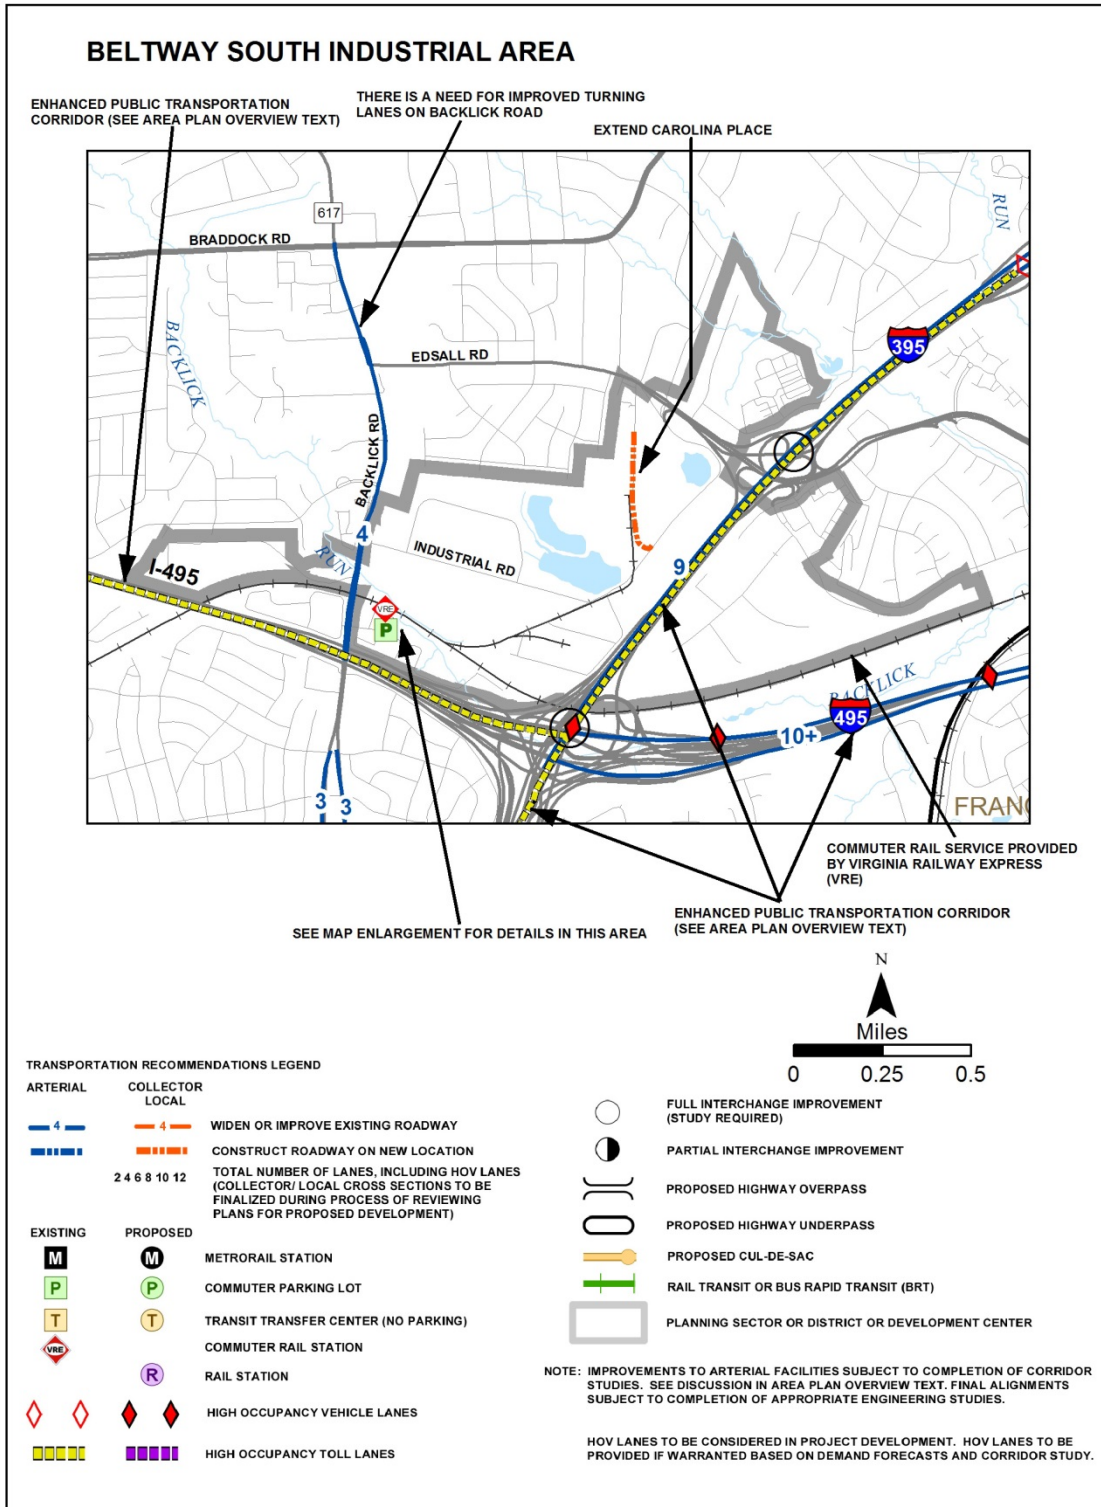 BELTWAY SOUTH INDUSTRIAL AREA
ENHANCED PUBLIC TRANSPORTATION
CORRIDOR (SEE AREA PLAN OVERVIEW TEXT)
THERE IS A NEED FOR IMPROVED TURNING
LANES ON BACKLICK ROAD
EXTEND CAROLINA PLACE
617
BRADDOCK RD
RUN
BACKLICK
EDSALL RD
395
BACKLICK RD
4
RUN
INDUSTRIAL RD
I-495
9
VRE
P
BACKLICK
495
10+
3
3
FRANC
COMMUTER RAIL SERVICE PROVIDED
BY VIRGINIA RAILWAY EXPRESS
(VRE)
ENHANCED PUBLIC TRANSPORTATION CORRIDOR
(SEE AREA PLAN OVERVIEW TEXT)
SEE MAP ENLARGEMENT FOR DETAILS IN THIS AREA
N
Miles
0 0.25 0.5
TRANSPORTATION RECOMMENDATIONS LEGEND
ARTERIAL
COLLECTOR
LOCAL
4 4 WIDEN OR IMPROVE EXISTING ROADWAY
CONSTRUCT ROADWAY ON NEW LOCATION
2 4 6 8 10 12 TOTAL NUMBER OF LANES, INCLUDING HOV LANES
(COLLECTOR/ LOCAL CROSS SECTIONS TO BE
FINALIZED DURING PROCESS OF REVIEWING
PLANS FOR PROPOSED DEVELOPMENT)
EXISTING PROPOSED
M M METRORAIL STATION
P P COMMUTER PARKING LOT
T T TRANSIT TRANSFER CENTER (NO PARKING)
VRE COMMUTER RAIL STATION
R RAIL STATION
HIGH OCCUPANCY VEHICLE LANES
HIGH OCCUPANCY TOLL LANES
FULL INTERCHANGE IMPROVEMENT
(STUDY REQUIRED)
PARTIAL INTERCHANGE IMPROVEMENT
PROPOSED HIGHWAY OVERPASS
PROPOSED HIGHWAY UNDERPASS
PROPOSED CUL-DE-SAC
RAIL TRANSIT OR BUS RAPID TRANSIT (BRT)
PLANNING SECTOR OR DISTRICT OR DEVELOPMENT CENTER
NOTE: IMPROVEMENTS TO ARTERIAL FACILITIES SUBJECT TO COMPLETION OF CORRIDOR
STUDIES. SEE DISCUSSION IN AREA PLAN OVERVIEW TEXT. FINAL ALIGNMENTS
SUBJECT TO COMPLETION OF APPROPRIATE ENGINEERING STUDIES.
HOV LANES TO BE CONSIDERED IN PROJECT DEVELOPMENT. HOV LANES TO BE
PROVIDED IF WARRANTED BASED ON DEMAND FORECASTS AND CORRIDOR STUDY.